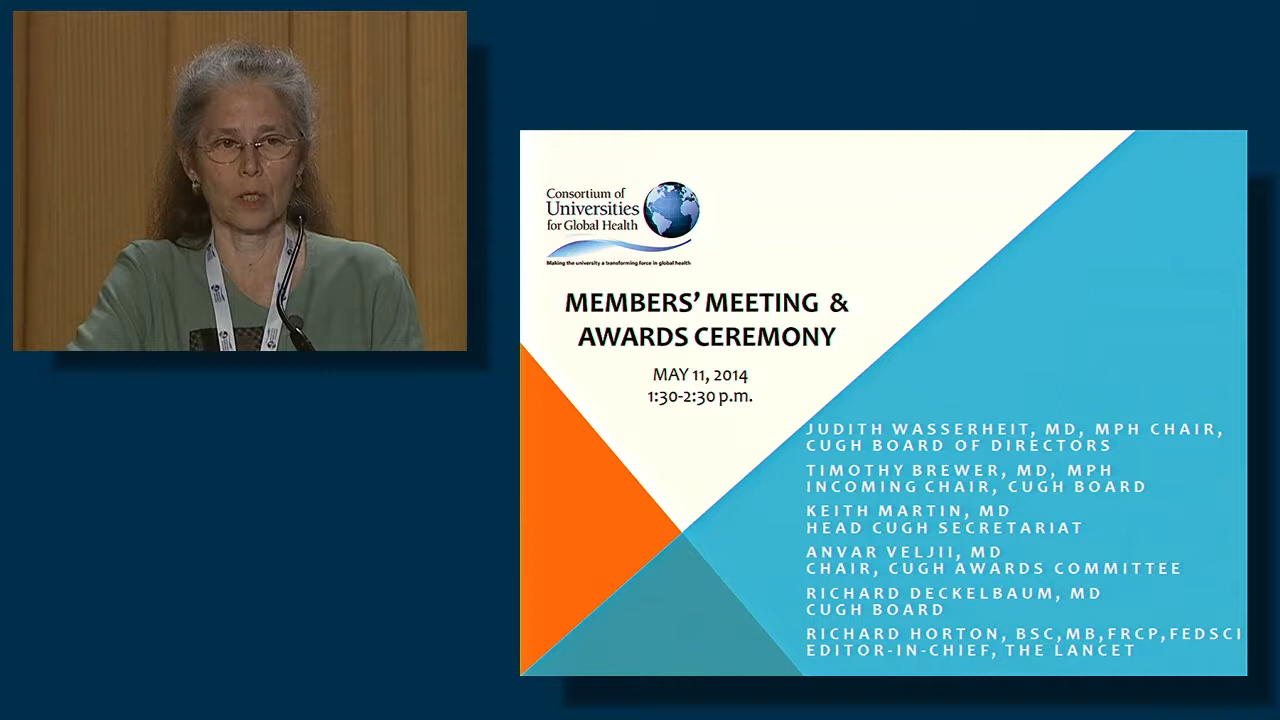 Consortium of
Universities
for Global Health
Making the university a transforming force in global health
MEMBERS' MEETING &
AWARDS CEREMONY
MAY 11, 2014
1:30-2:30 p.m.
JUDITH WASSERHEIT, MD, MPH CHAIR,
CUGH BOARD OF DIRECTORS
TIMOTHY BREWER, MD, MPH
INCOMING CHAIR, CUGH BOARD
KEITH MARTIN, MD
HEAD CUGH SECRETARIAT
ANVAR VELJII, MD
CHAIR, CUGH AWARDS COMMITTEE
RICHARD DECKELBAUM, MD
CUGH BOARD
RICHARD HORTON, BSC,MB,FRCP,FEDSCI
EDITOR-IN-CHIEF, THE LANCET